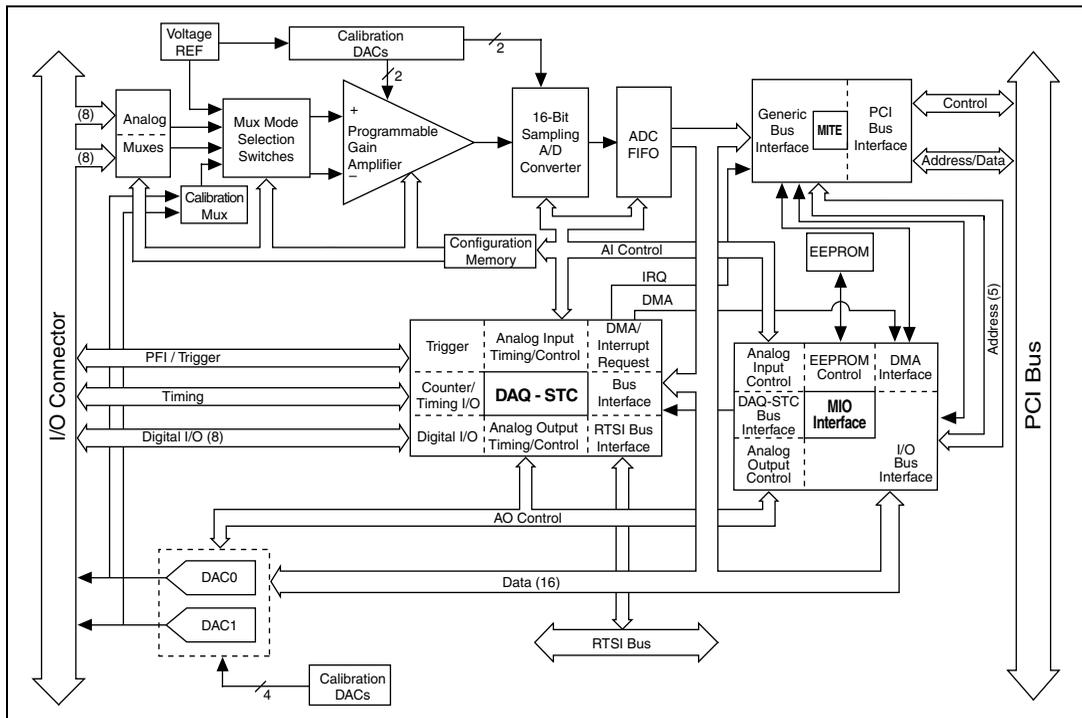 Voltage
REF
Calibration
DACs
2
2
(8)
(8)
Analog
Muxes
Mux Mode
Selection
Switches
Calibration
Mux
+
Programmable
Gain
Amplifier
–
16-Bit
Sampling
A/D
Converter
ADC
FIFO
Generic
Bus
Interface
MITE
PCI
Bus
Interface
Control
Address/Data
Configuration
Memory
AI Control
EEPROM
IRQ
DMA
Address (5)
I/O Connector
PCI Bus
PFI / Trigger
Timing
Digital I/O (8)
Trigger
Analog Input
Timing/Control
DMA/
Interrupt
Request
Counter/
Timing I/O
DAQ - STC
Bus
Interface
Digital I/O
Analog Output
Timing/Control
RTSI Bus
Interface
Analog
Input
Control
EEPROM
Control
DMA
Interface
DAQ-STC
Bus
Interface
MIO
Interface
Analog
Output
Control
I/O
Bus
Interface
AO Control
DAC0
DAC1
Data (16)
RTSI Bus
4
Calibration
DACs